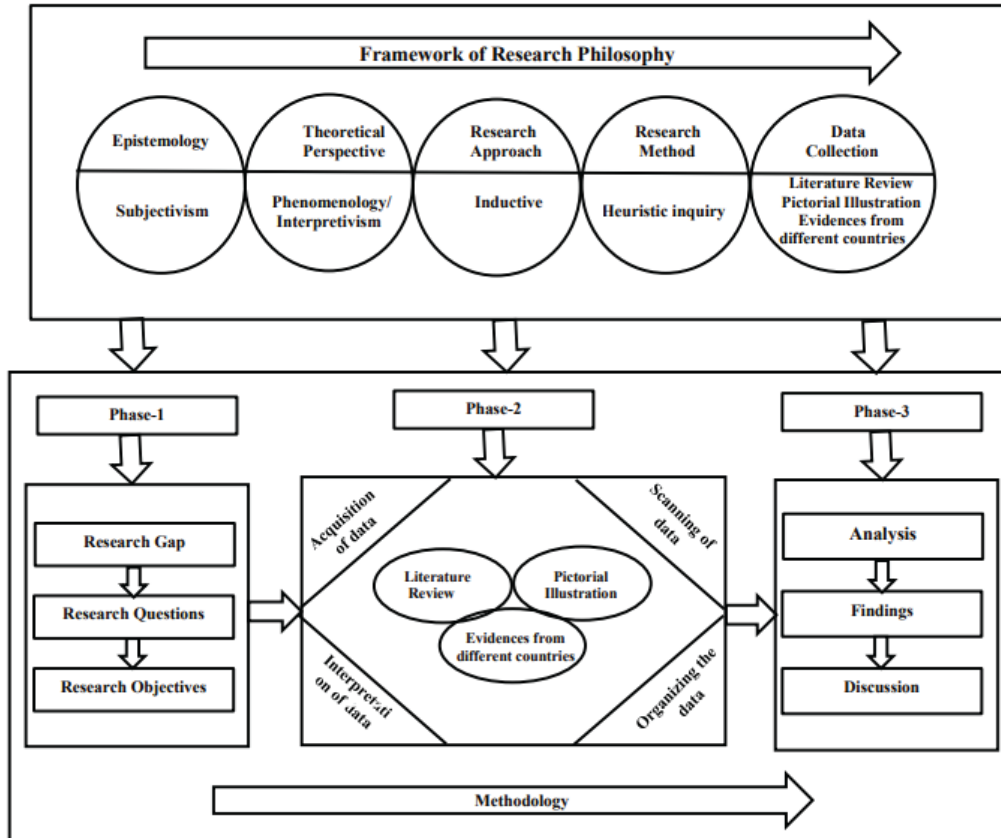 Framework of Research Philosophy
Epistemology
Subjectivism
Theoretical
Perspective
Phenomenology/
Interpretivism
Research
Approach
Inductive
Research
Method
Heuristic inquiry
Data
Collection
Literature Review
Pictorial Illustration
Evidences from
different countries
Phase-1
Phase-2
Phase-3
Research Gap
Research Questions
Research Objectives
Acquisition
of data
Scanning of
data
Literature
Review
Pictorial
Illustration
Evidences from
different countries
Interpretati
on of data
Organizing the
data
Analysis
Findings
Discussion
Methodology